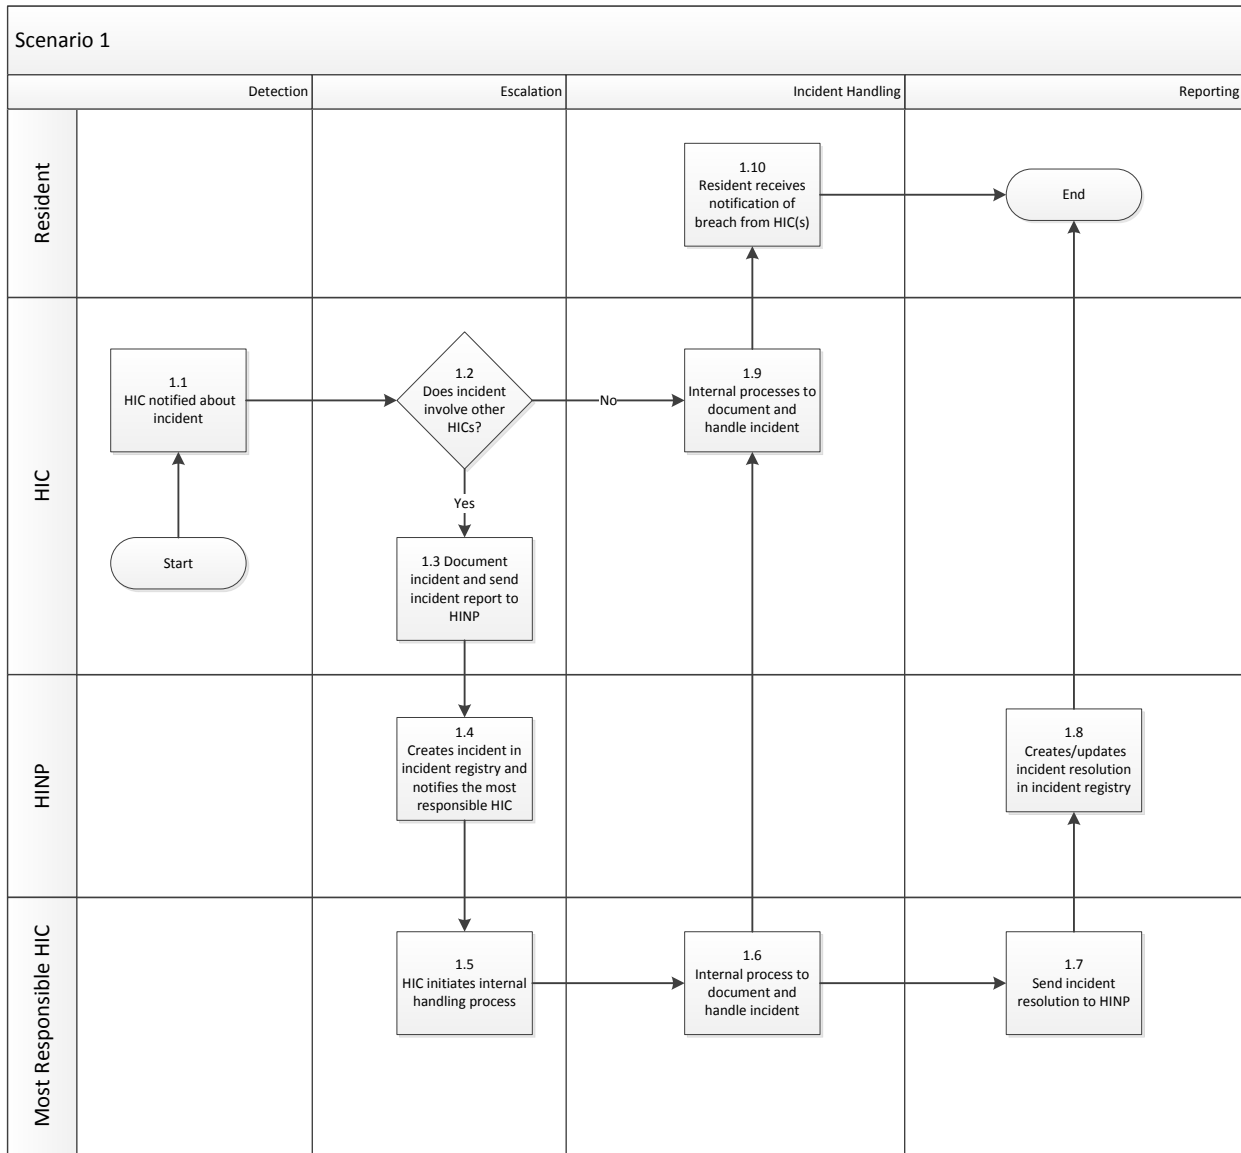 Scenario 1
Detection
Escalation
Incident Handling
Reporting
Resident
1.10
Resident receives
notification of
breach from HIC(s)
End
HIC
1.1
HIC notified about
incident
1.2
Does incident
involve other
HICs?
No
1.9
Internal processes to
document and
handle incident
Yes
Start
1.3 Document
incident and send
incident report to
HINP
HINP
1.4
Creates incident in
incident registry and
notifies the most
responsible HIC
1.8
Creates/updates
incident resolution
in incident registry
Most Responsible HIC
1.5
HIC initiates internal
handling process
1.6
Internal process to
document and
handle incident
1.7
Send incident
resolution to HINP